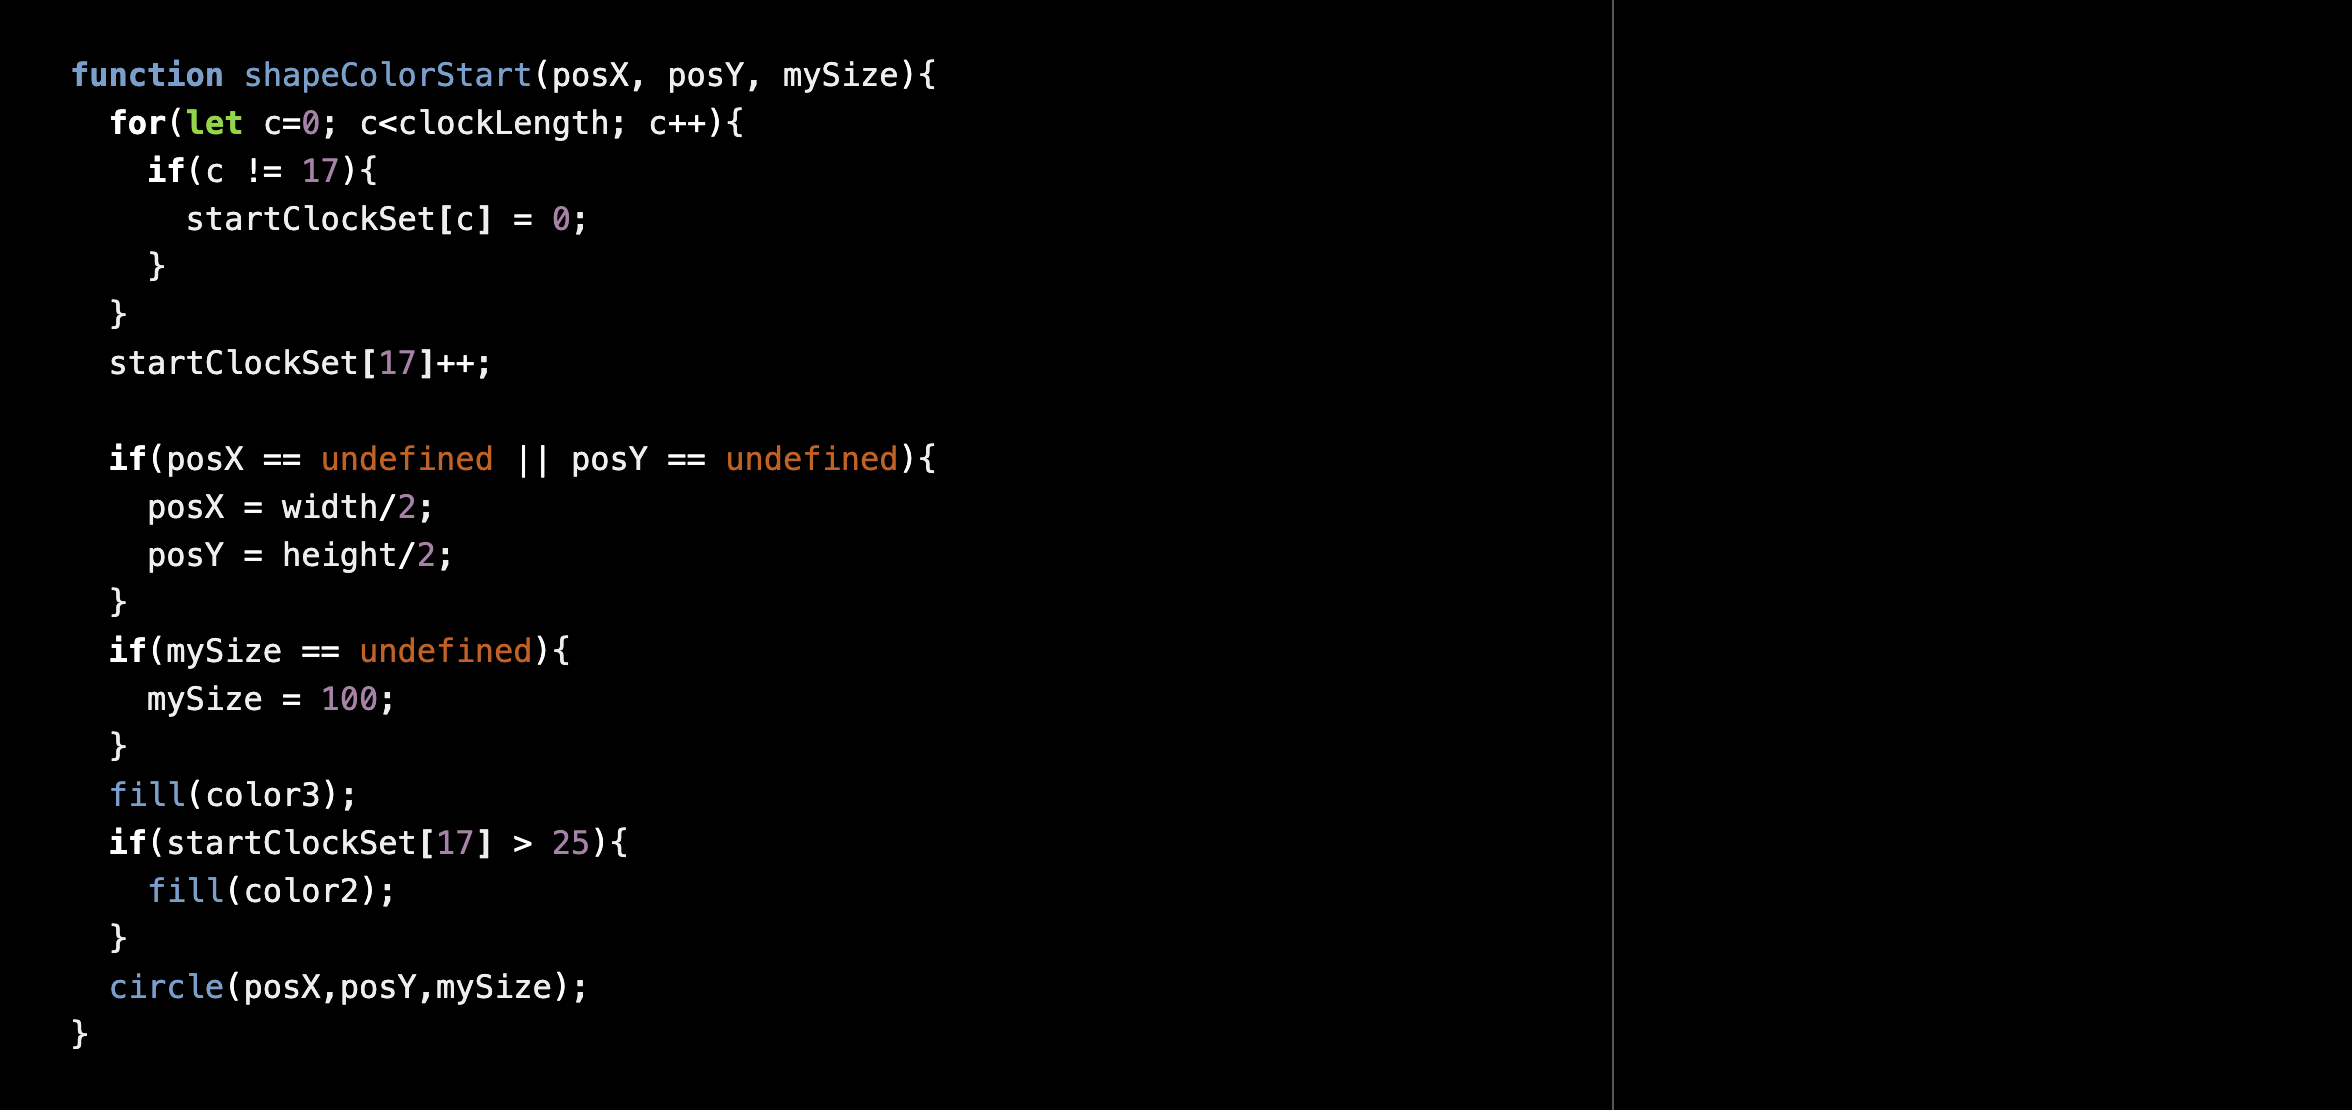 function shapeColorStart(posX, posY, mySize){
  for(let c=0; c<clockLength; c++){
    if(c != 17){
      startClockSet[c] = 0;
    }
  }
  startClockSet[17]++;

  if(posX == undefined || posY == undefined){
    posX = width/2;
    posY = height/2;
  }
  if(mySize == undefined){
    mySize = 100;
  }
  fill(color3);
  if(startClockSet[17] > 25){
    fill(color2);
  }
  circle(posX,posY,mySize);
}